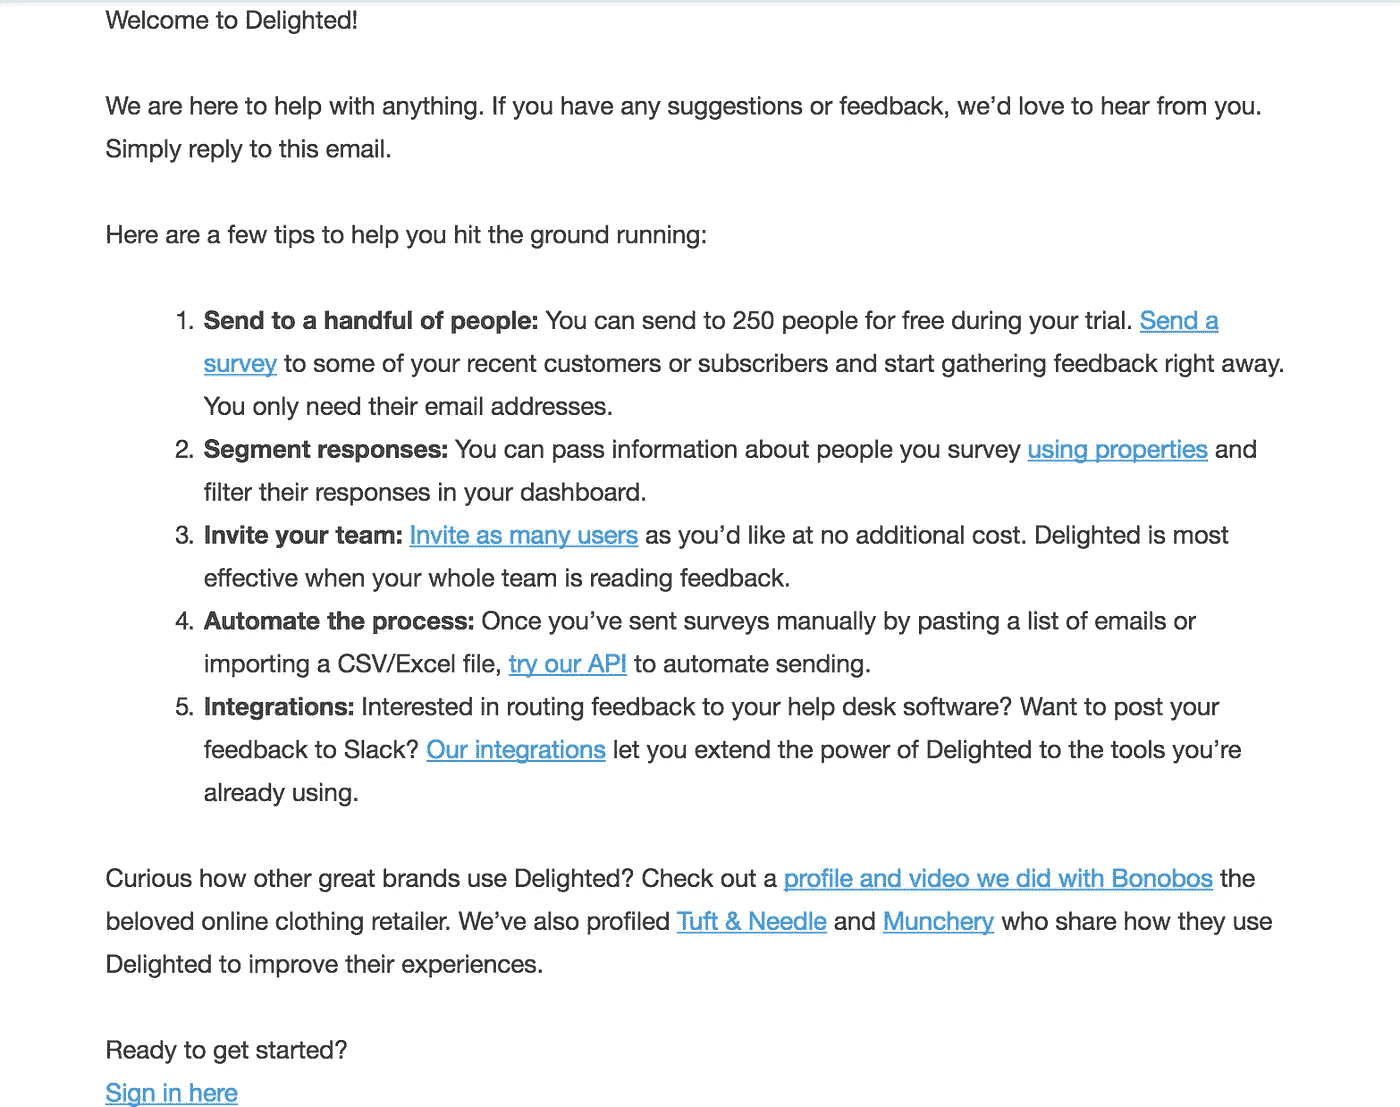 Welcome to Delighted!
We are here to help with anything. If you have any suggestions or feedback, we’d love to hear from you.
Simply reply to this email.
Here are a few tips to help you hit the ground running:
1. Send to a handful of people: You can send to 250 people for free during your trial. Send a
survey to some of your recent customers or subscribers and start gathering feedback right away.
You only need their email addresses.
2. Segment responses: You can pass information about people you survey using properties and
filter their responses in your dashboard.
3. Invite your team: Invite as many users as you’d like at no additional cost. Delighted is most
effective when your whole team is reading feedback.
4. Automate the process: Once you’ve sent surveys manually by pasting a list of emails or
importing a CSV/Excel file, try our API to automate sending.
5. Integrations: Interested in routing feedback to your help desk software? Want to post your
feedback to Slack? Our integrations let you extend the power of Delighted to the tools you’re
already using.
Curious how other great brands use Delighted? Check out a profile and video we did with Bonobos the
beloved online clothing retailer. We’ve also profiled Tuft & Needle and Munchery who share how they use
Delighted to improve their experiences.
Ready to get started?
Sign in here